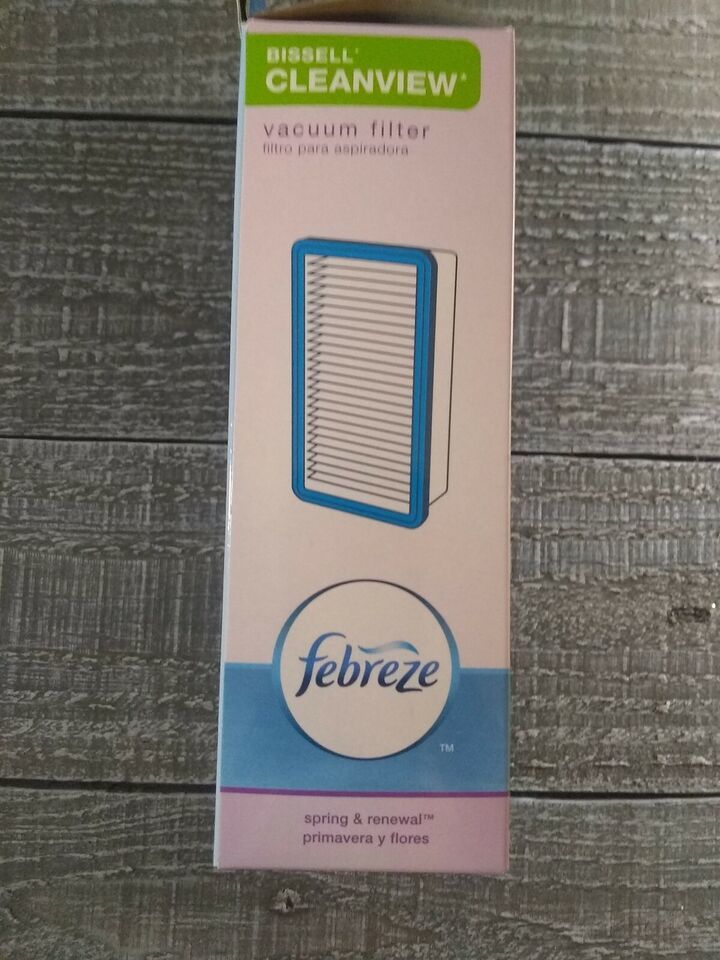 BISSELL®
CLEANVIEW®
vacuum filter
filtro para aspiradora
febreze
TM
spring & renewal™
primavera y flores